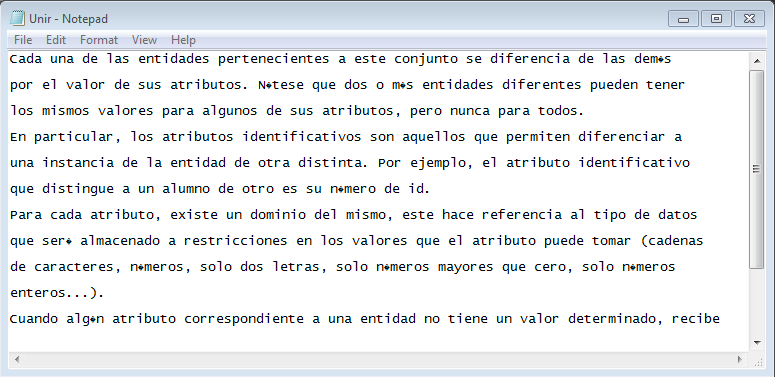 Unir - Notepad
File Edit Format View Help
Cada una de las entidades pertenecientes a este conjunto se diferencia de las dem�s
por el valor de sus atributos. N�tese que dos o m�s entidades diferentes pueden tener
los mismos valores para algunos de sus atributos, pero nunca para todos.
En particular, los atributos identificativos son aquellos que permiten diferenciar a
una instancia de la entidad de otra distinta. Por ejemplo, el atributo identificativo
que distingue a un alumno de otro es su n�mero de id.
Para cada atributo, existe un dominio del mismo, este hace referencia al tipo de datos
que ser� almacenado a restricciones en los valores que el atributo puede tomar (cadenas
de caracteres, n�meros, solo dos letras, solo n�meros mayores que cero, solo n�meros
enteros...).
Cuando alg�n atributo correspondiente a una entidad no tiene un valor determinado, recibe